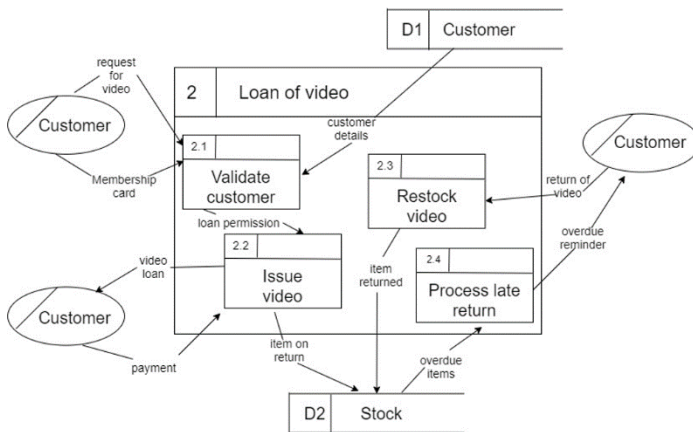 D1 Customer
request
for
video
2 Loan of video
Customer
customer
details
Customer
2.1
Validate
customer
Membership
card
2.3
Restock
video
return of
video
loan permission
overdue
reminder
2.2
Issue
video
2.4
Process late
return
video
loan
item
returned
Customer
payment
item on
return
overdue
items
D2 Stock